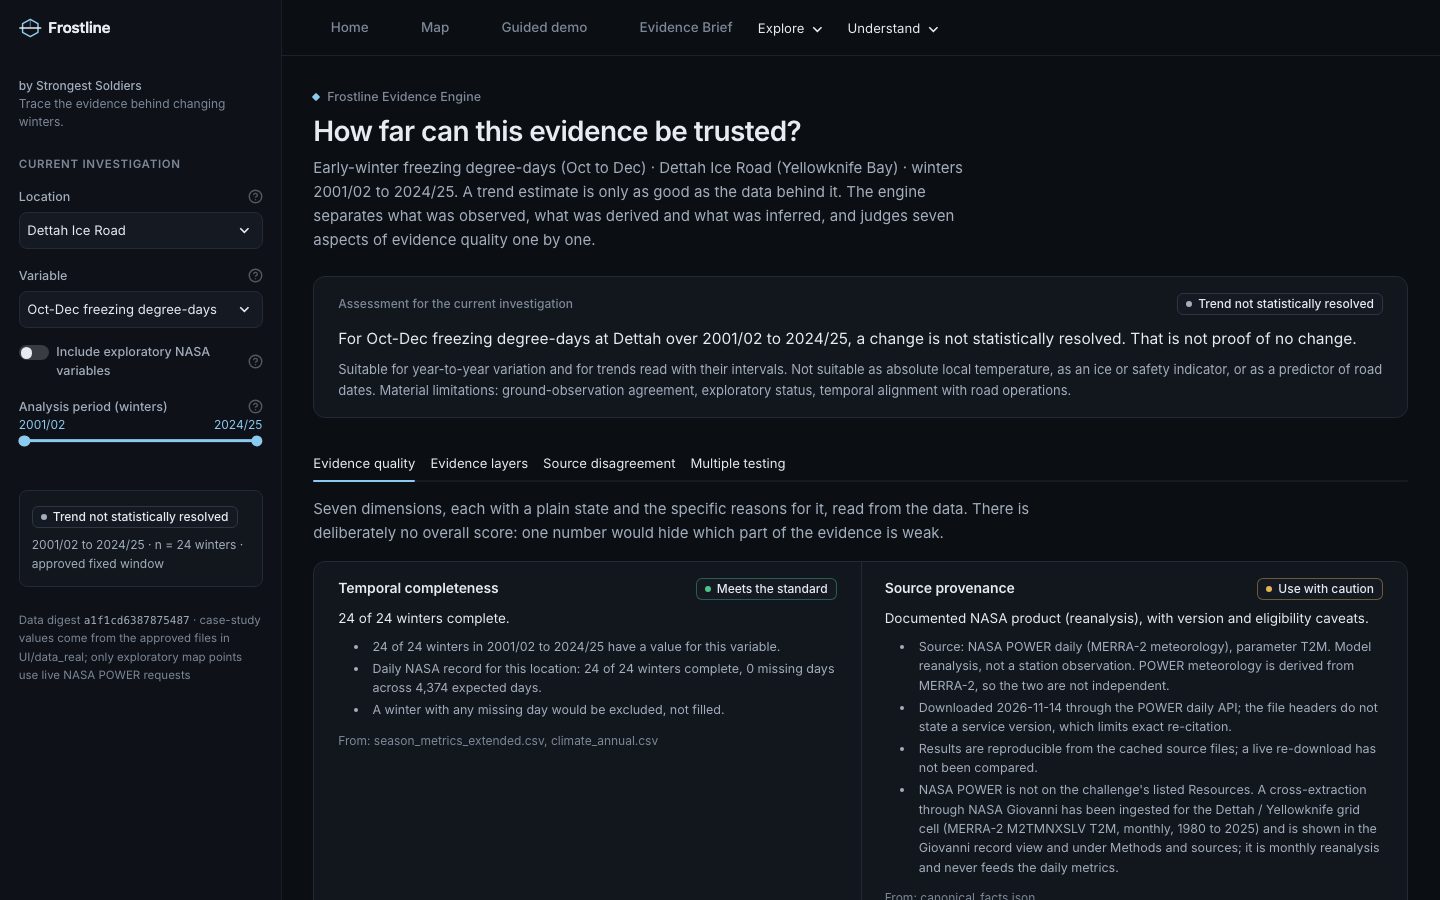 Frostline
by Strongest Soldiers
Trace the evidence behind changing
winters.
CURRENT INVESTIGATION
Location
Dettah Ice Road
Variable
Oct-Dec freezing degree-days
Include exploratory NASA
variables
Analysis period (winters)
2001/02 2024/25
Trend not statistically resolved
2001/02 to 2024/25 · n = 24 winters ·
approved fixed window
Data digest a1f1cd6387875487 · case-study
values come from the approved files in
UI/data_real; only exploratory map points
use live NASA POWER requests
Home Map Guided demo Evidence Brief Explore Understand
Frostline Evidence Engine
How far can this evidence be trusted?
Early-winter freezing degree-days (Oct to Dec) · Dettah Ice Road (Yellowknife Bay) · winters
2001/02 to 2024/25. A trend estimate is only as good as the data behind it. The engine
separates what was observed, what was derived and what was inferred, and judges seven
aspects of evidence quality one by one.
Assessment for the current investigation
Trend not statistically resolved
For Oct-Dec freezing degree-days at Dettah over 2001/02 to 2024/25, a change is not statistically resolved. That is not proof of no change.
Suitable for year-to-year variation and for trends read with their intervals. Not suitable as absolute local temperature, as an ice or safety indicator, or as a predictor of road
dates. Material limitations: ground-observation agreement, exploratory status, temporal alignment with road operations.
Evidence quality Evidence layers Source disagreement Multiple testing
Seven dimensions, each with a plain state and the specific reasons for it, read from the data. There is
deliberately no overall score: one number would hide which part of the evidence is weak.
Temporal completeness
Meets the standard
24 of 24 winters complete.
• 24 of 24 winters in 2001/02 to 2024/25 have a value for this variable.
• Daily NASA record for this location: 24 of 24 winters complete, 0 missing days
across 4,374 expected days.
• A winter with any missing day would be excluded, not filled.
From: season_metrics_extended.csv, climate_annual.csv
Source provenance
Use with caution
Documented NASA product (reanalysis), with version and eligibility caveats.
• Source: NASA POWER daily (MERRA-2 meteorology), parameter T2M. Model
reanalysis, not a station observation. POWER meteorology is derived from
MERRA-2, so the two are not independent.
• Downloaded 2026-11-14 through the POWER daily API; the file headers do not
state a service version, which limits exact re-citation.
• Results are reproducible from the cached source files; a live re-download has
not been compared.
• NASA POWER is not on the challenge's listed Resources. A cross-extraction
through NASA Giovanni has been ingested for the Dettah / Yellowknife grid
cell (MERRA-2 M2TMNXSLV T2M, monthly, 1980 to 2025) and is shown in the
Giovanni record view and under Methods and sources; it is monthly reanalysis
and never feeds the daily metrics.
From: canonical_facts.json